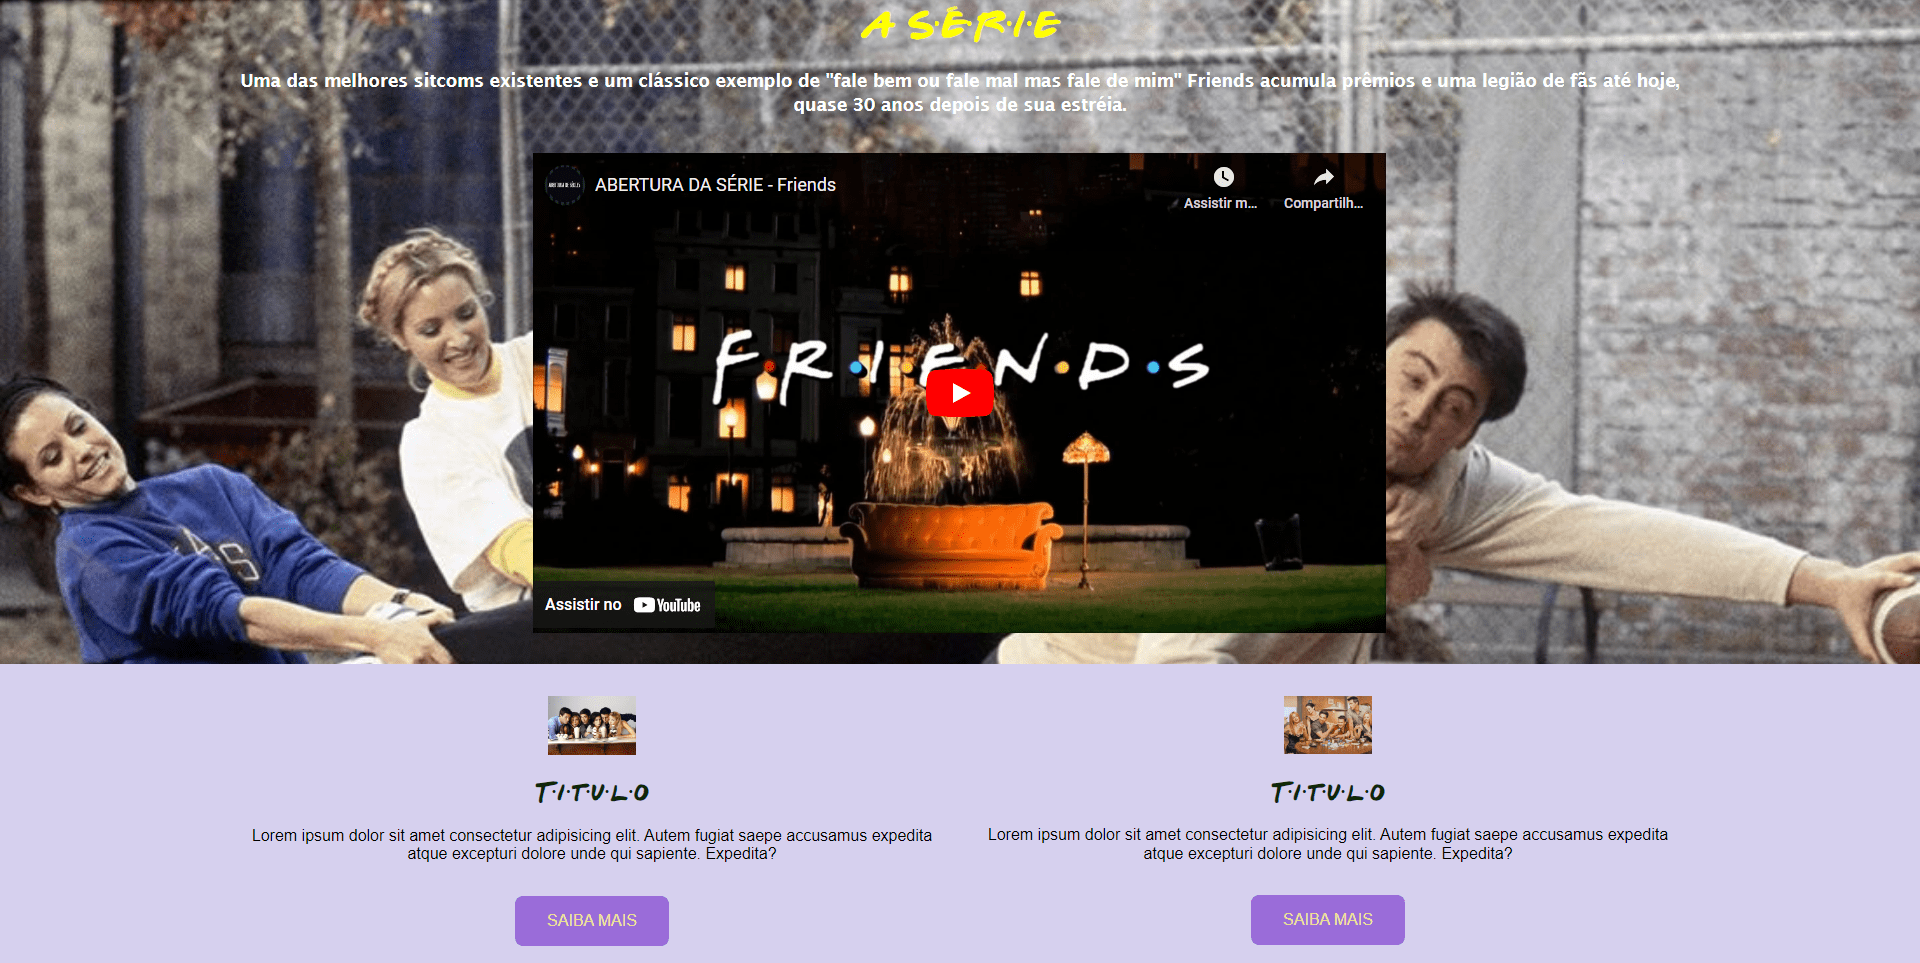 A S·É·R·I·E
Uma das melhores sitcoms existentes e um clássico exemplo de "fale bem ou fale mal mas fale de mim" Friends acumula prêmios e uma legião de fãs até hoje,
quase 30 anos depois de sua estréia.
ABERTURA DA SÉRIE - Friends
Assistir m...
Compartilh...
F·R·I·E·N·D·S
Assistir no YouTube
T·I·T·U·L·O
Lorem ipsum dolor sit amet consectetur adipisicing elit. Autem fugiat saepe accusamus expedita
atque excepturi dolore unde qui sapiente. Expedita?
SAIBA MAIS
T·I·T·U·L·O
Lorem ipsum dolor sit amet consectetur adipisicing elit. Autem fugiat saepe accusamus expedita
atque excepturi dolore unde qui sapiente. Expedita?
SAIBA MAIS